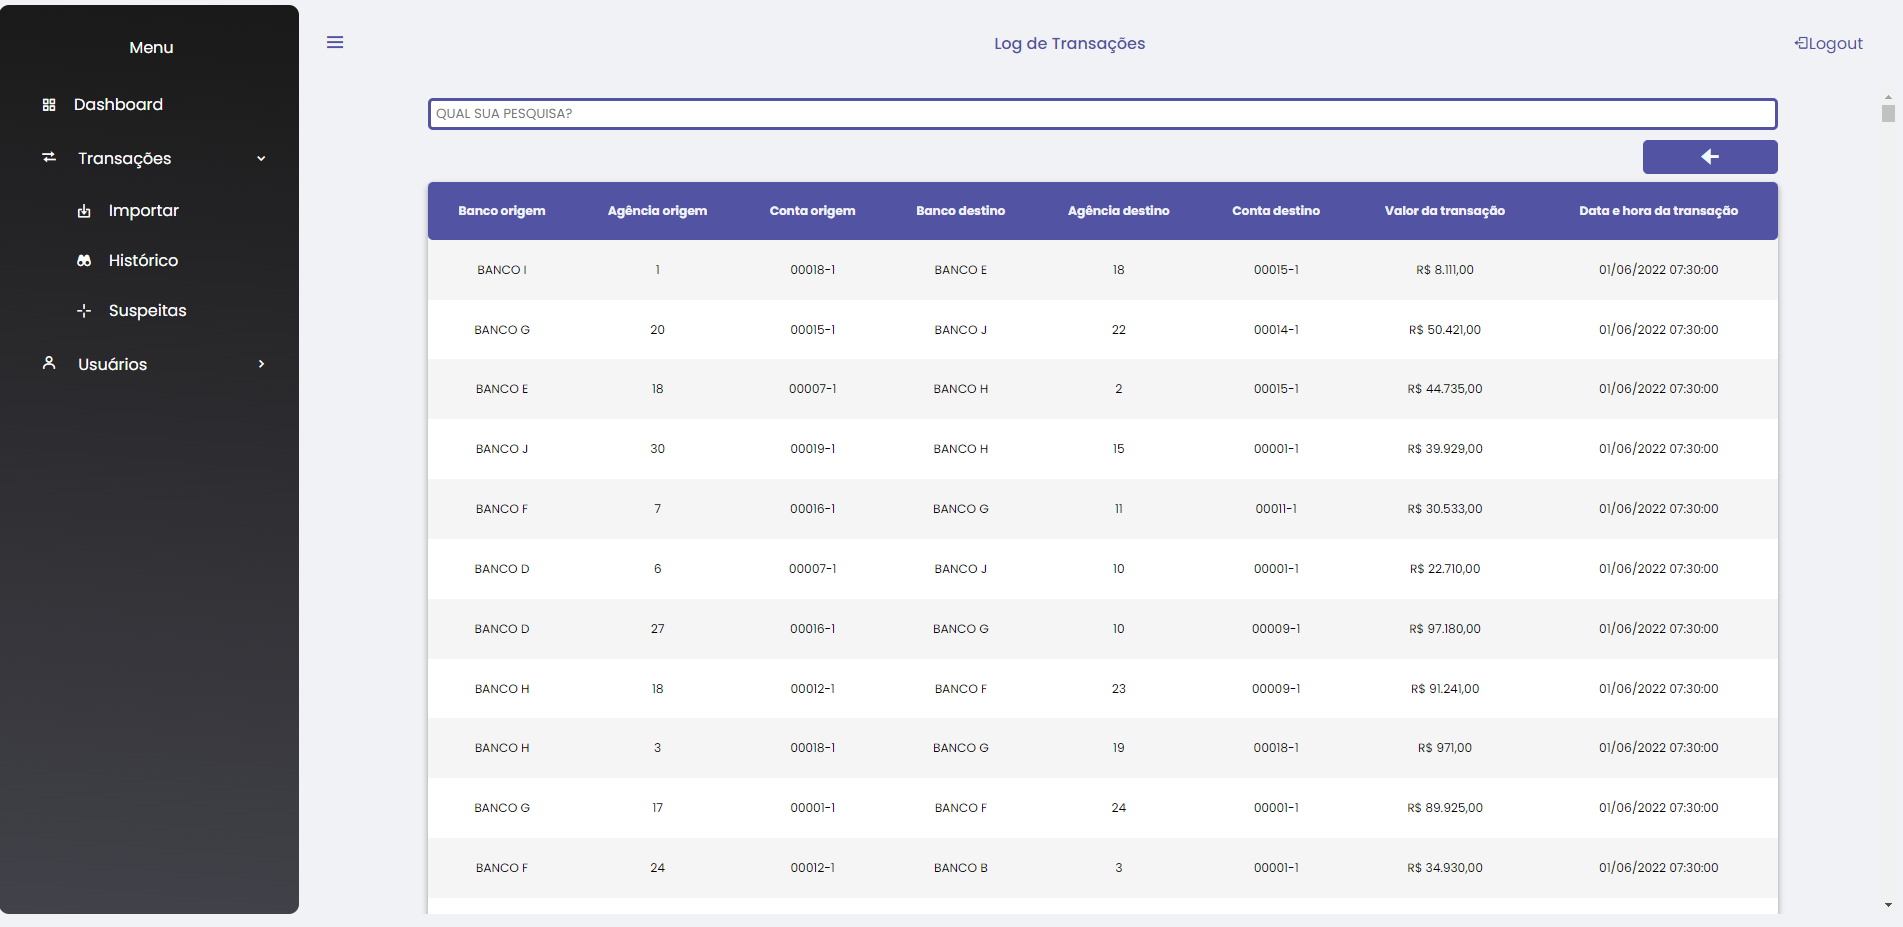 Menu
Dashboard
Transações
Importar
Histórico
Suspeitas
Usuários
Log de Transações
Logout
QUAL SUA PESQUISA?
Banco origem Agência origem Conta origem Banco destino Agência destino Conta destino Valor da transação Data e hora da transação
BANCO I 1 00018-1 BANCO E 18 00015-1 R$ 8.111,00 01/06/2022 07:30:00
BANCO G 20 00015-1 BANCO J 22 00014-1 R$ 50.421,00 01/06/2022 07:30:00
BANCO E 18 00007-1 BANCO H 2 00015-1 R$ 44.735,00 01/06/2022 07:30:00
BANCO J 30 00019-1 BANCO H 15 00001-1 R$ 39.929,00 01/06/2022 07:30:00
BANCO F 7 00016-1 BANCO G 11 00011-1 R$ 30.533,00 01/06/2022 07:30:00
BANCO D 6 00007-1 BANCO J 10 00001-1 R$ 22.710,00 01/06/2022 07:30:00
BANCO D 27 00016-1 BANCO G 10 00009-1 R$ 97.180,00 01/06/2022 07:30:00
BANCO H 18 00012-1 BANCO F 23 00009-1 R$ 91.241,00 01/06/2022 07:30:00
BANCO H 3 00018-1 BANCO G 19 00018-1 R$ 971,00 01/06/2022 07:30:00
BANCO G 17 00001-1 BANCO F 24 00001-1 R$ 89.925,00 01/06/2022 07:30:00
BANCO F 24 00012-1 BANCO B 3 00001-1 R$ 34.930,00 01/06/2022 07:30:00